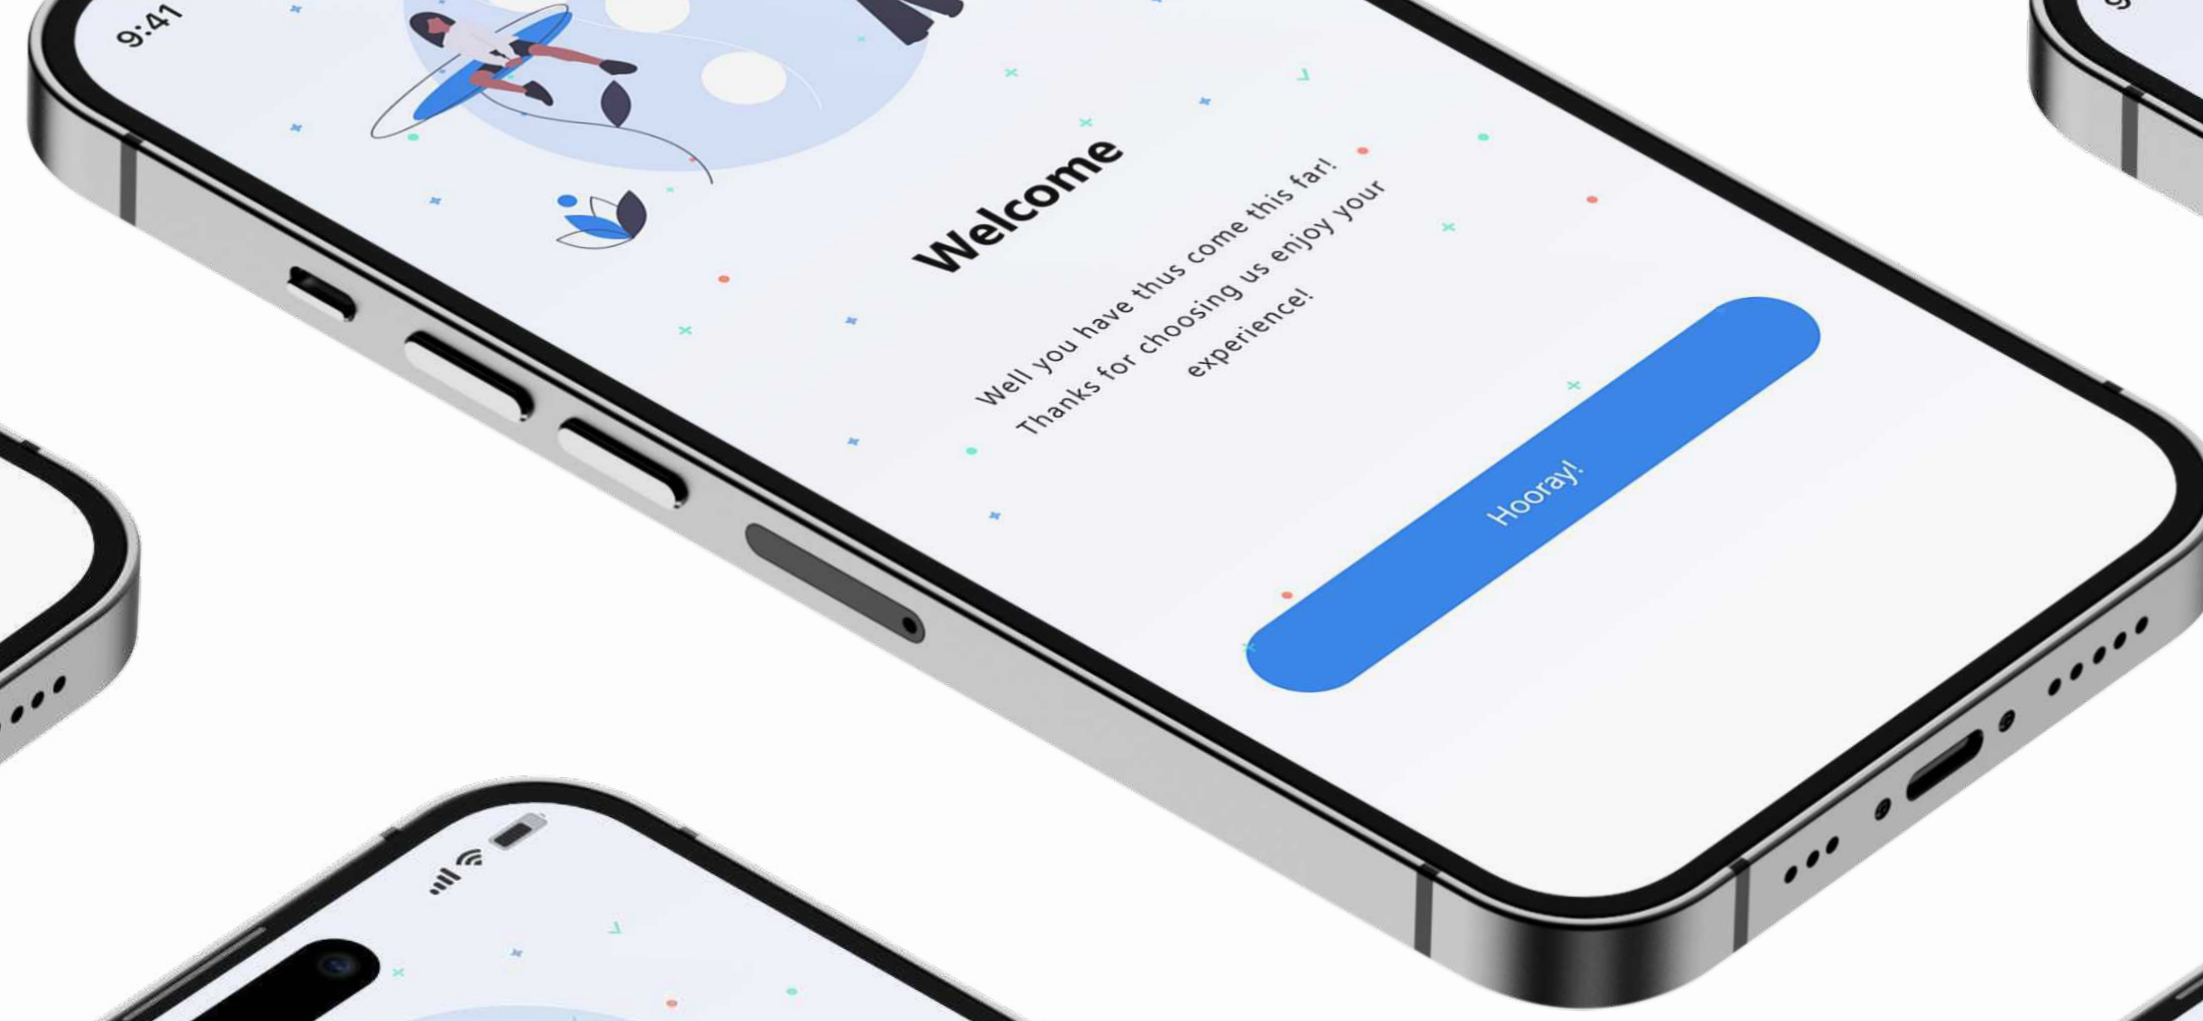 9:41
Welcome
Well you have thus come this far!
Thanks for choosing us enjoy your
experience!
Hooray!